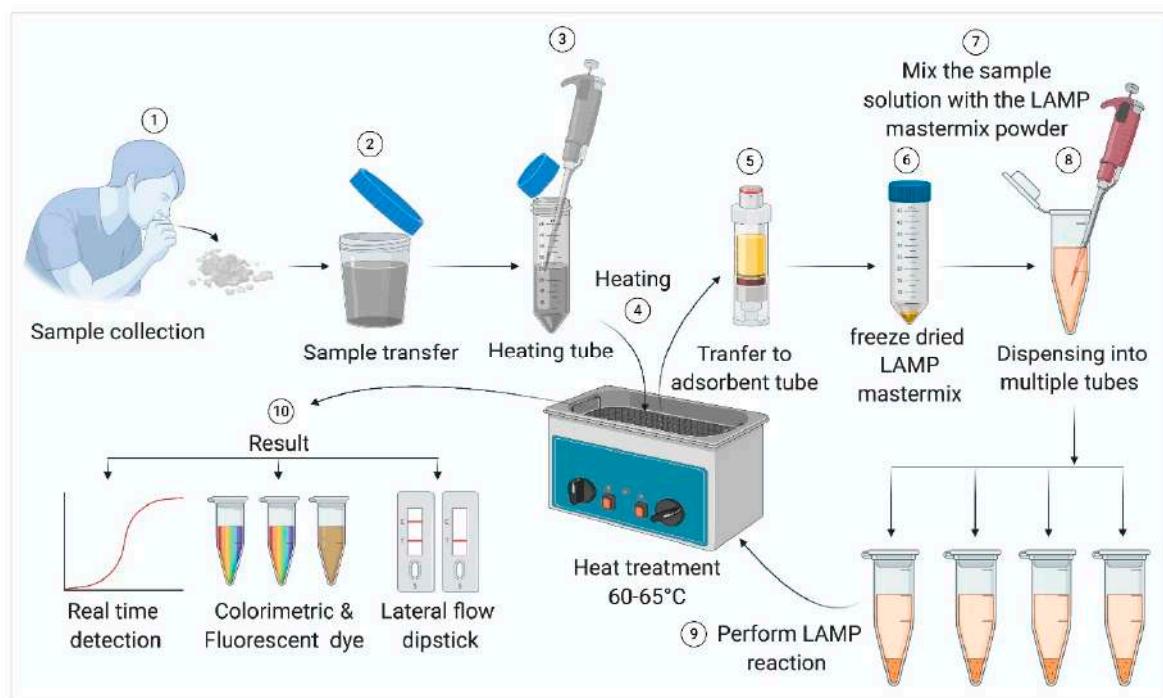 1
Sample collection
2
Sample transfer
3
Heating tube
Heating
4
5
Tranfer to
adsorbent tube
6
freeze dried
LAMP
mastermix
7
Mix the sample
solution with the LAMP
mastermix powder
8
Dispensing into
multiple tubes
Heat treatment
60-65°C
9 Perform LAMP
reaction
10
Result
Real time
detection
Colorimetric &
Fluorescent dye
Lateral flow
dipstick
C
T
S
C
T
S